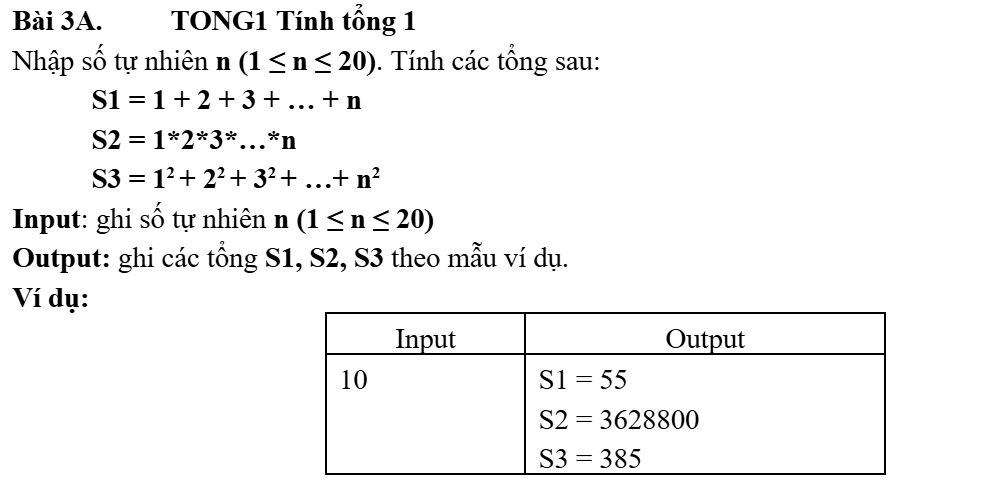 Bài 3A. TONG1 Tính tổng 1
Nhập số tự nhiên n (1 ≤ n ≤ 20). Tính các tổng sau:
S1 = 1 + 2 + 3 + … + n
S2 = 1*2*3*…*n
S3 = 1² + 2² + 3² + …+ n²
Input: ghi số tự nhiên n (1 ≤ n ≤ 20)
Output: ghi các tổng S1, S2, S3 theo mẫu ví dụ.
Ví dụ:
Input Output
10 S1 = 55
S2 = 3628800
S3 = 385